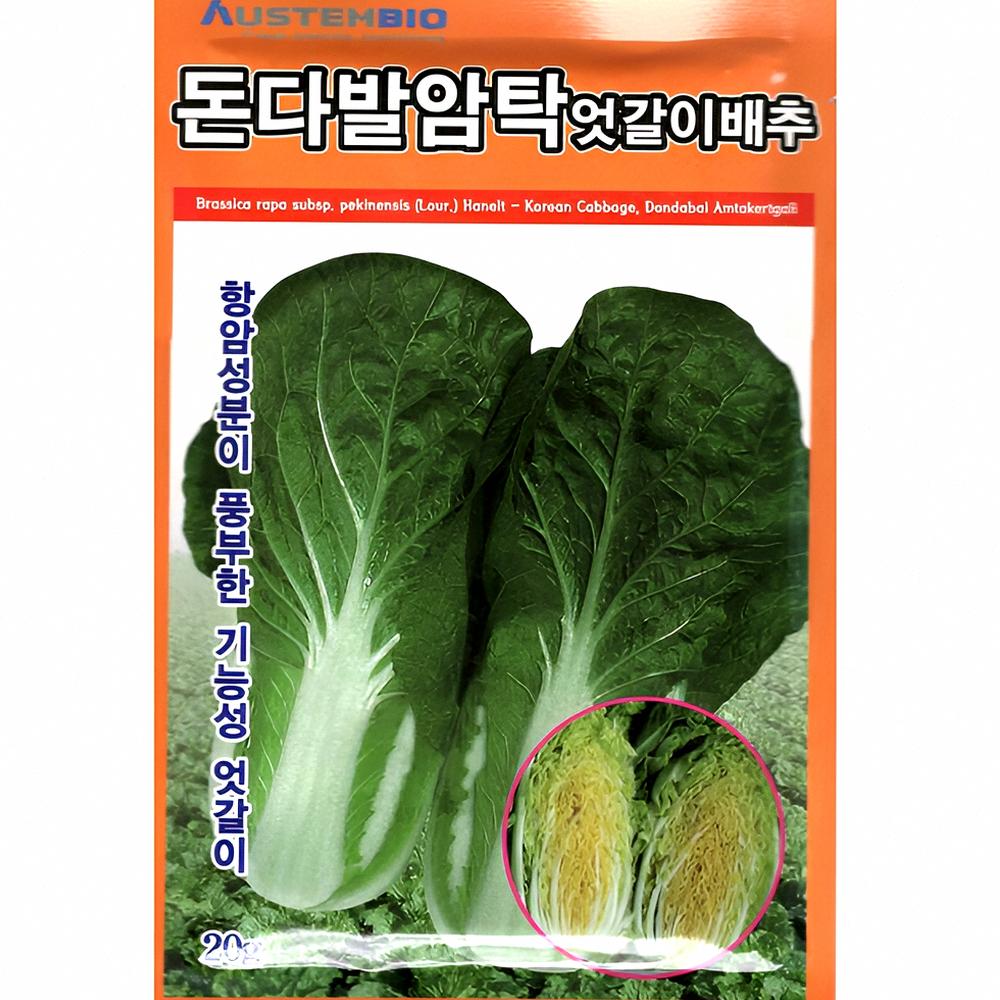 AUSTEMBIO
돈다발암탁엇갈이배추
Brassica rapa subsp. pekinensis (Lour.) Hanelt – Korean Cabbage, Dondabal
항암성분이 풍부한 기능성 엇갈이
20g